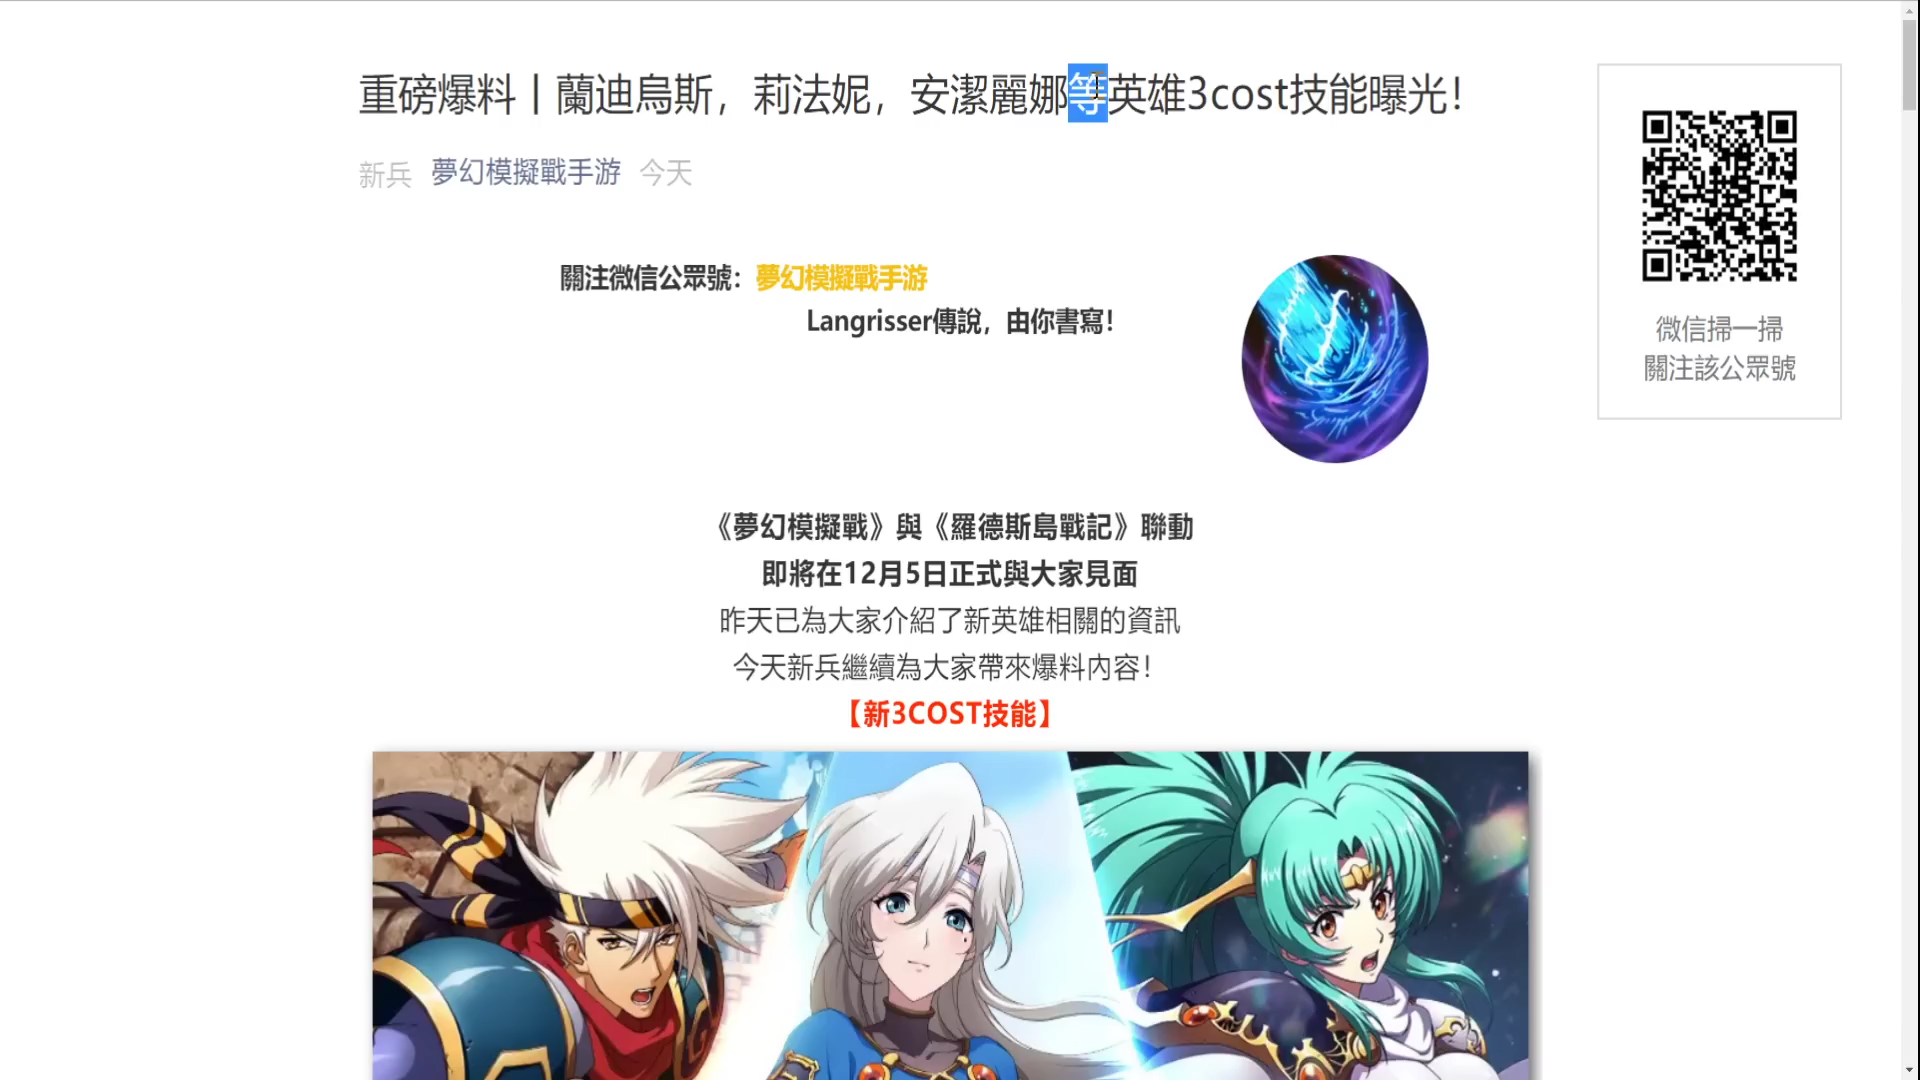 重磅爆料丨蘭迪烏斯，莉法妮，安潔麗娜等英雄3cost技能曝光！
新兵 夢幻模擬戰手游 今天
關注微信公眾號：夢幻模擬戰手游
Langrisser傳說，由你書寫！
微信掃一掃
關注該公眾號
《夢幻模擬戰》與《羅德斯島戰記》聯動
即將在12月5日正式與大家見面
昨天已為大家介紹了新英雄相關的資訊
今天新兵繼續為大家帶來爆料內容！
【新3COST技能】